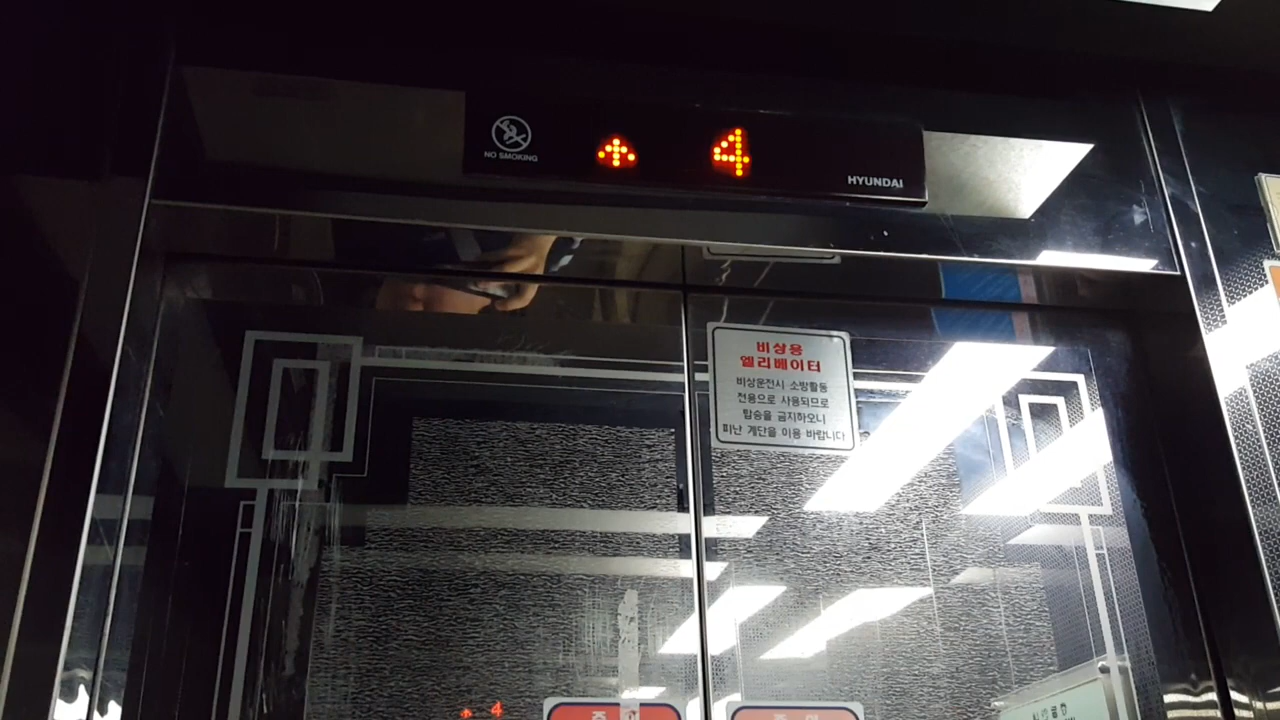 NO SMOKING
4
HYUNDAI
비상용
엘리베이터
비상운전시 소방활동
전용으로 사용되므로
탑승을 금지하오니
피난 계단을 이용 바랍니다
4